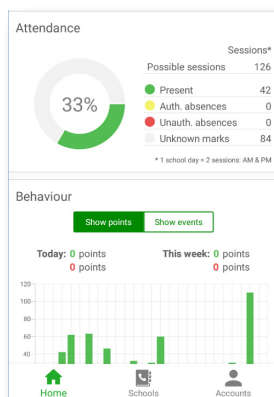 Attendance
Sessions*
Possible sessions 126
33%
Present 42
Auth. absences 0
Unauth. absences 0
Unknown marks 84
* 1 school day = 2 sessions: AM & PM
Behaviour
Show points Show events
Today: 0 points This week: 0 points
0 points 0 points
120
100
80
60
40
Home Schools Accounts